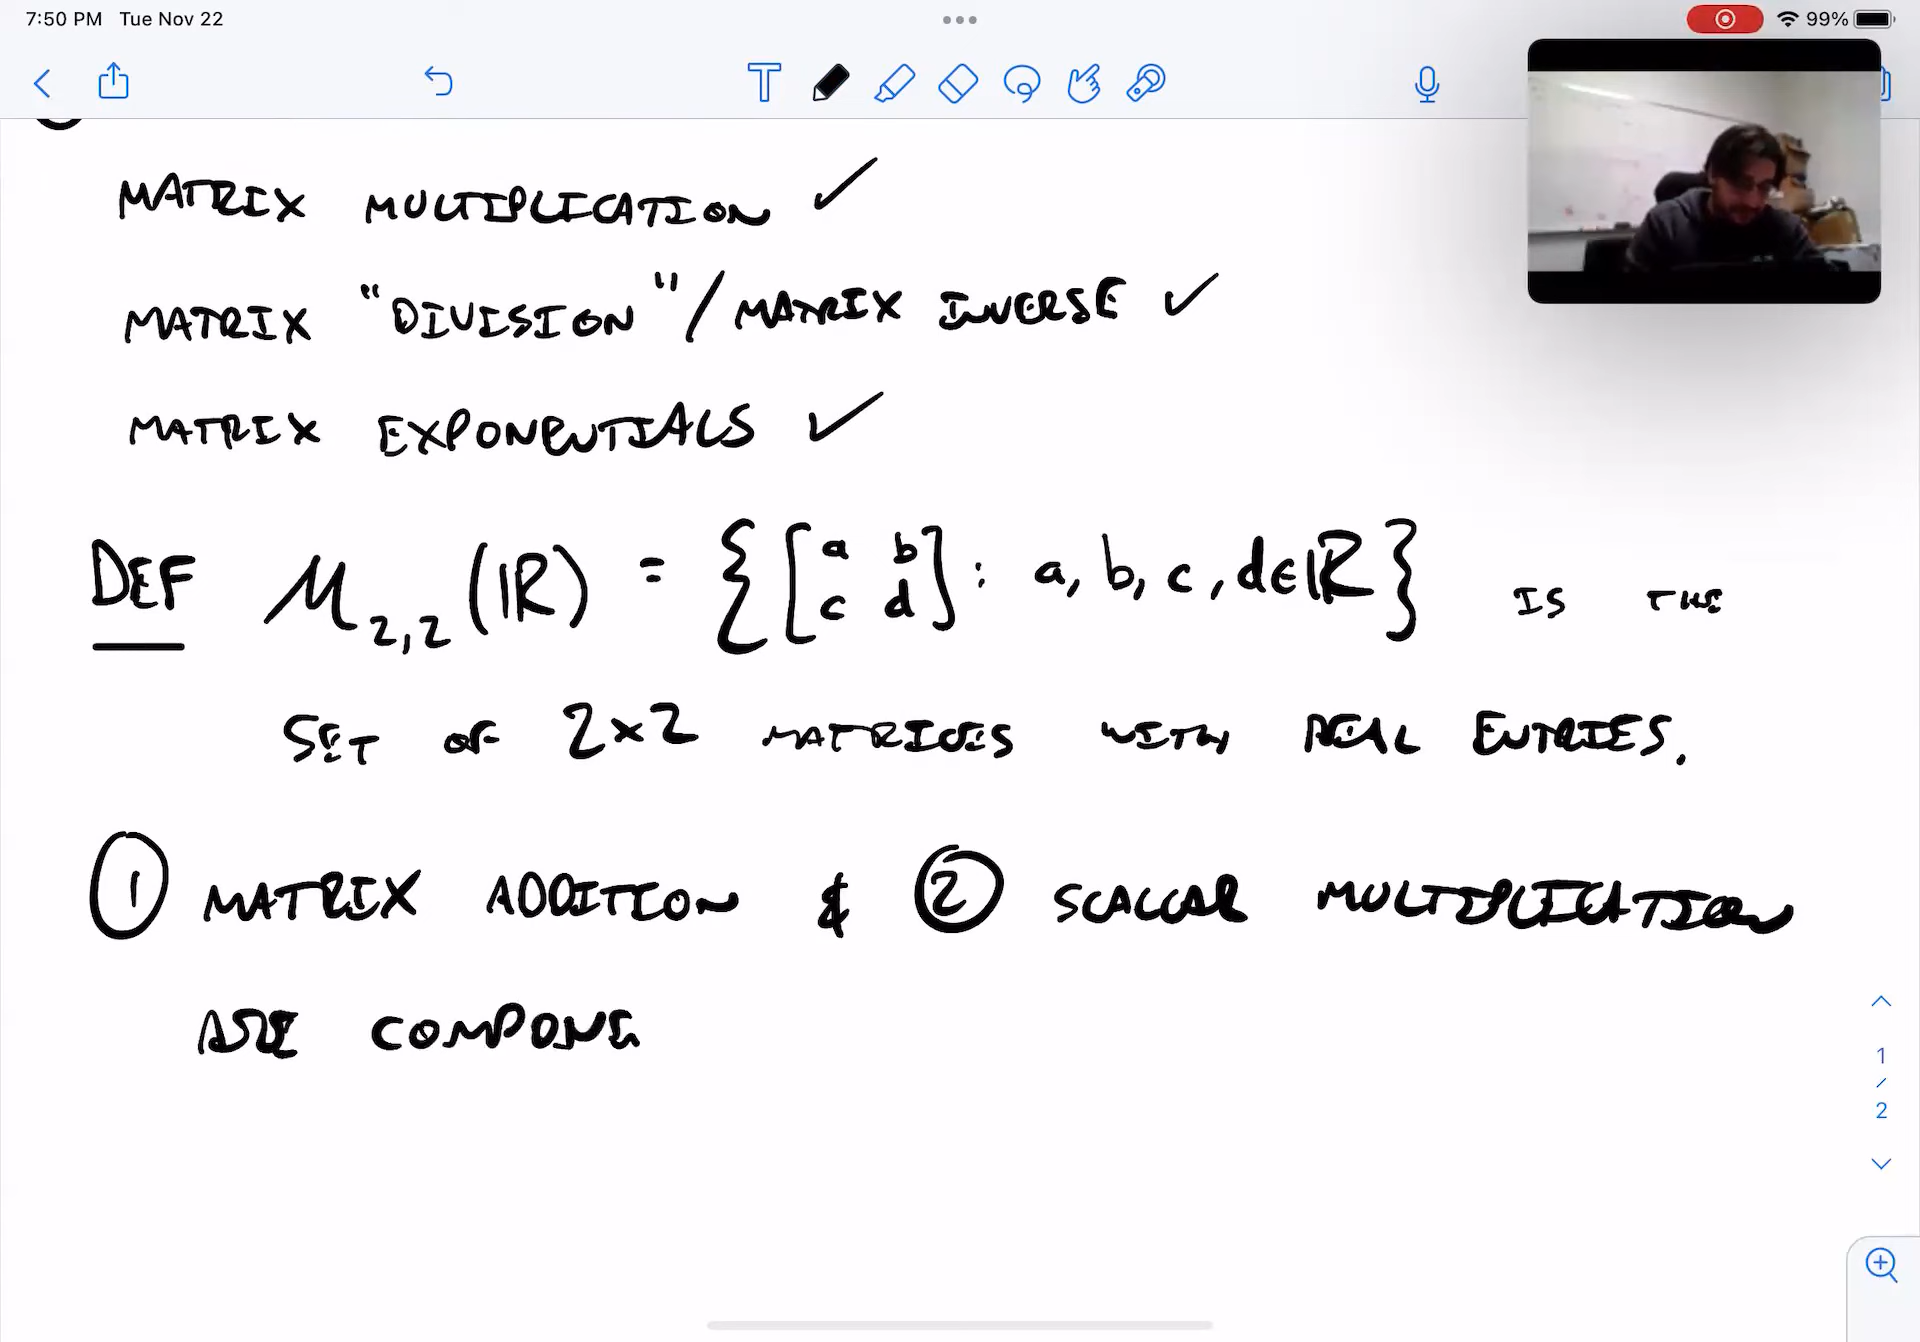 7:50 PM Tue Nov 22 99%
MATRIX MULTIPLICATION ✓
MATRIX "DIVISION"/MATRIX INVERSE ✓
MATRIX EXPONENTIALS ✓
DEF M₂,₂(ℝ) = {[a b; c d]: a, b, c, d∈ℝ} IS THE
SET OF 2×2 MATRICES WITH REAL ENTRIES.
① MATRIX ADDITION & ② SCALAR MULTIPLICATION
ARE COMPONE
1
/
2